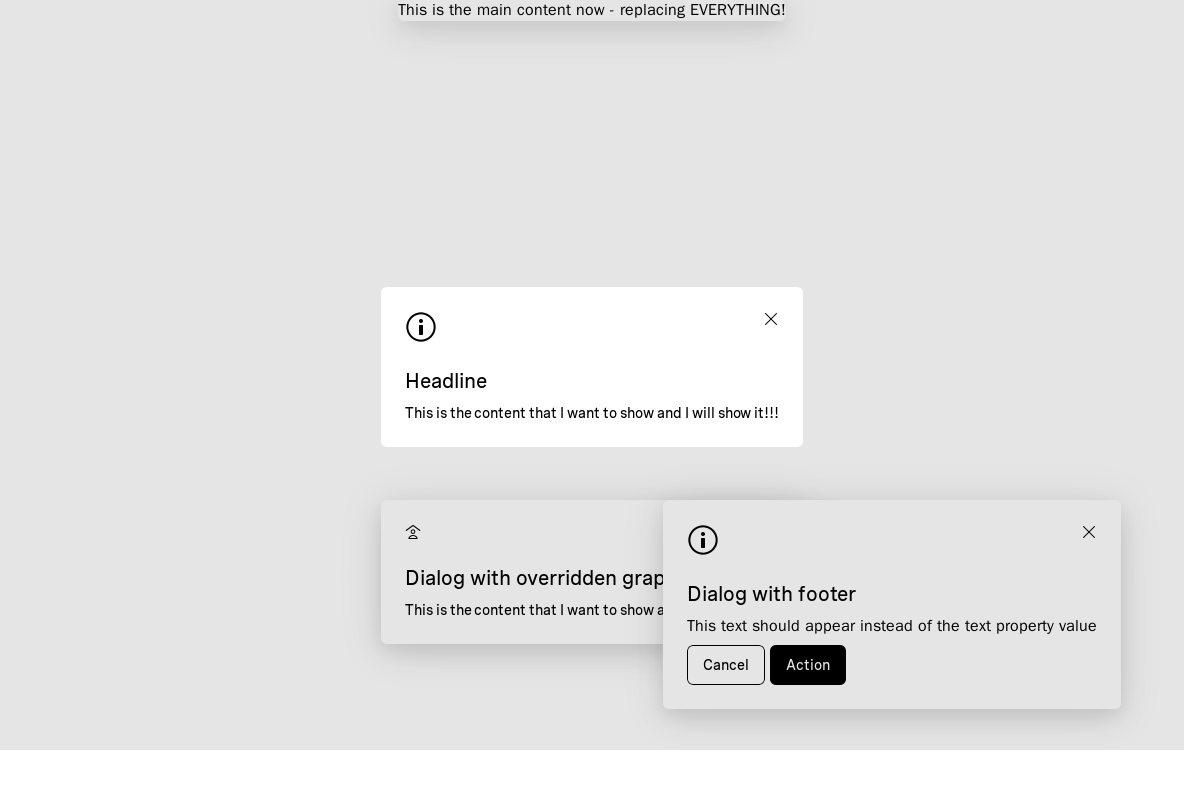 This is the main content now - replacing EVERYTHING!
Headline
This is the content that I want to show and I will show it!!!
Dialog with overridden grap
This is the content that I want to show a
Dialog with footer
This text should appear instead of the text property value
Cancel
Action